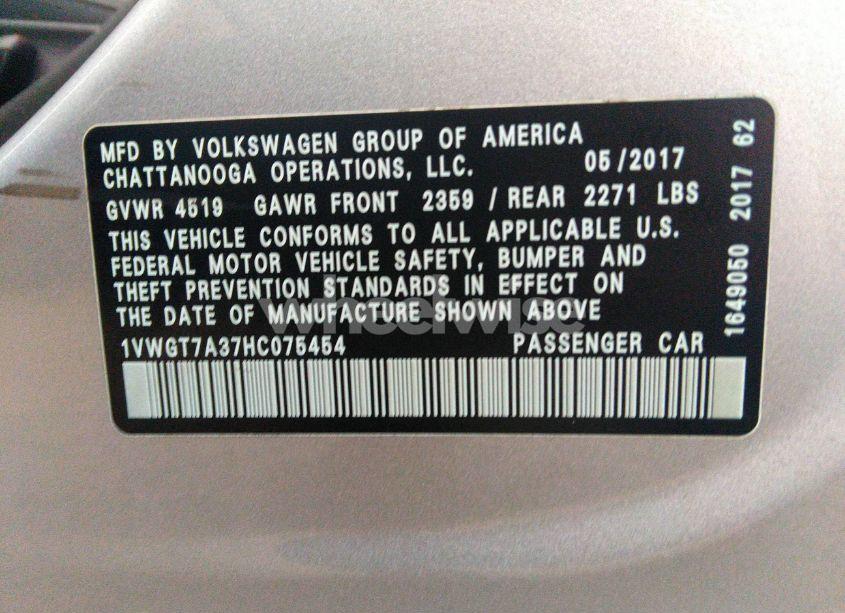 MFD BY VOLKSWAGEN GROUP OF AMERICA
CHATTANOOGA OPERATIONS, LLC. 05/2017
GVWR 4519 GAWR FRONT 2359 / REAR 2271 LBS
THIS VEHICLE CONFORMS TO ALL APPLICABLE U.S.
FEDERAL MOTOR VEHICLE SAFETY, BUMPER AND
THEFT PREVENTION STANDARDS IN EFFECT ON
THE DATE OF MANUFACTURE SHOWN ABOVE
1VWGT7A37HC075454 PASSENGER CAR
1649050 2017 62
wheelwise